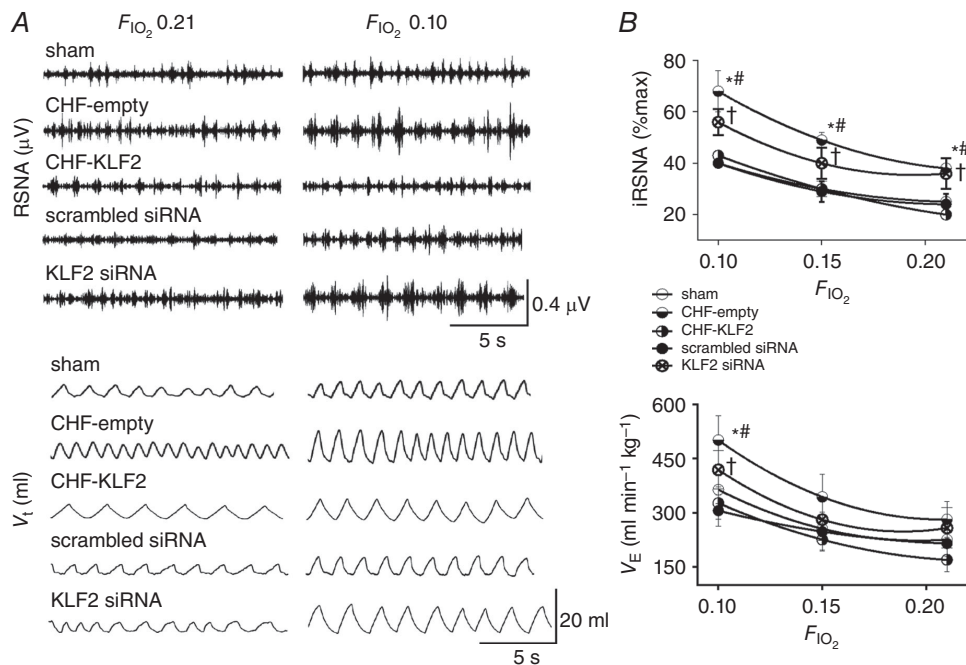 A
F_IO2 0.21
F_IO2 0.10
RSNA (μV)
sham
CHF-empty
CHF-KLF2
scrambled siRNA
KLF2 siRNA
0.4 μV
5 s
V_t (ml)
sham
CHF-empty
CHF-KLF2
scrambled siRNA
KLF2 siRNA
20 ml
5 s
B
iRSNA (%max)
80
60
40
20
*#
†
*#
†
*#
†
0.10 0.15 0.20
F_IO2
sham
CHF-empty
CHF-KLF2
scrambled siRNA
KLF2 siRNA
V_E (ml min⁻¹ kg⁻¹)
600
450
300
150
*#
†
0.10 0.15 0.20
F_IO2